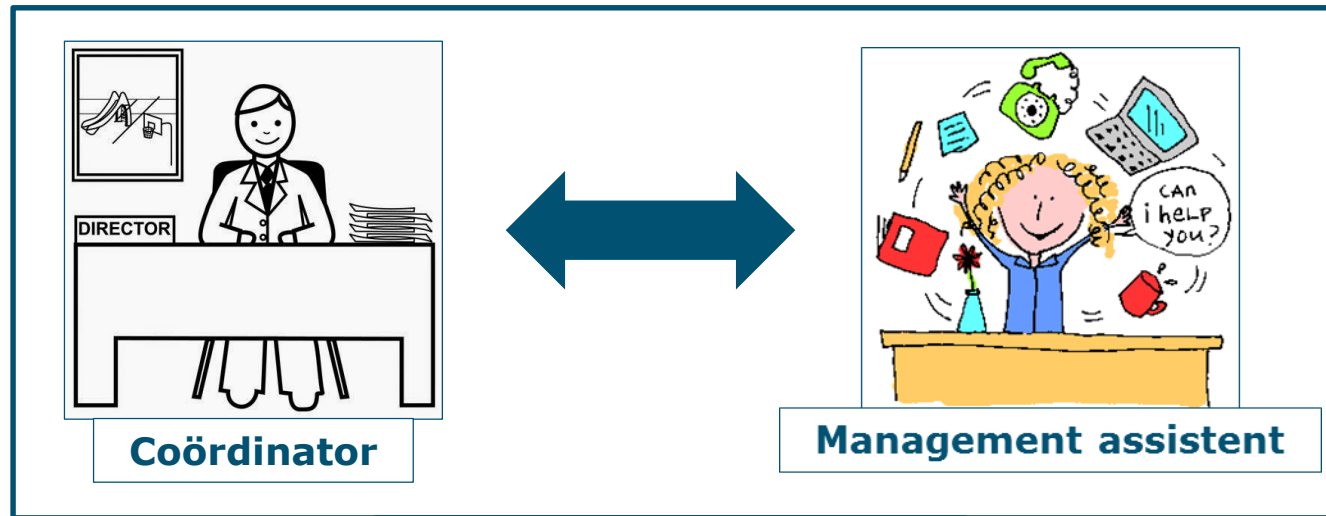 DIRECTOR
CAN
i heLP
you?
Coördinator
Management assistent